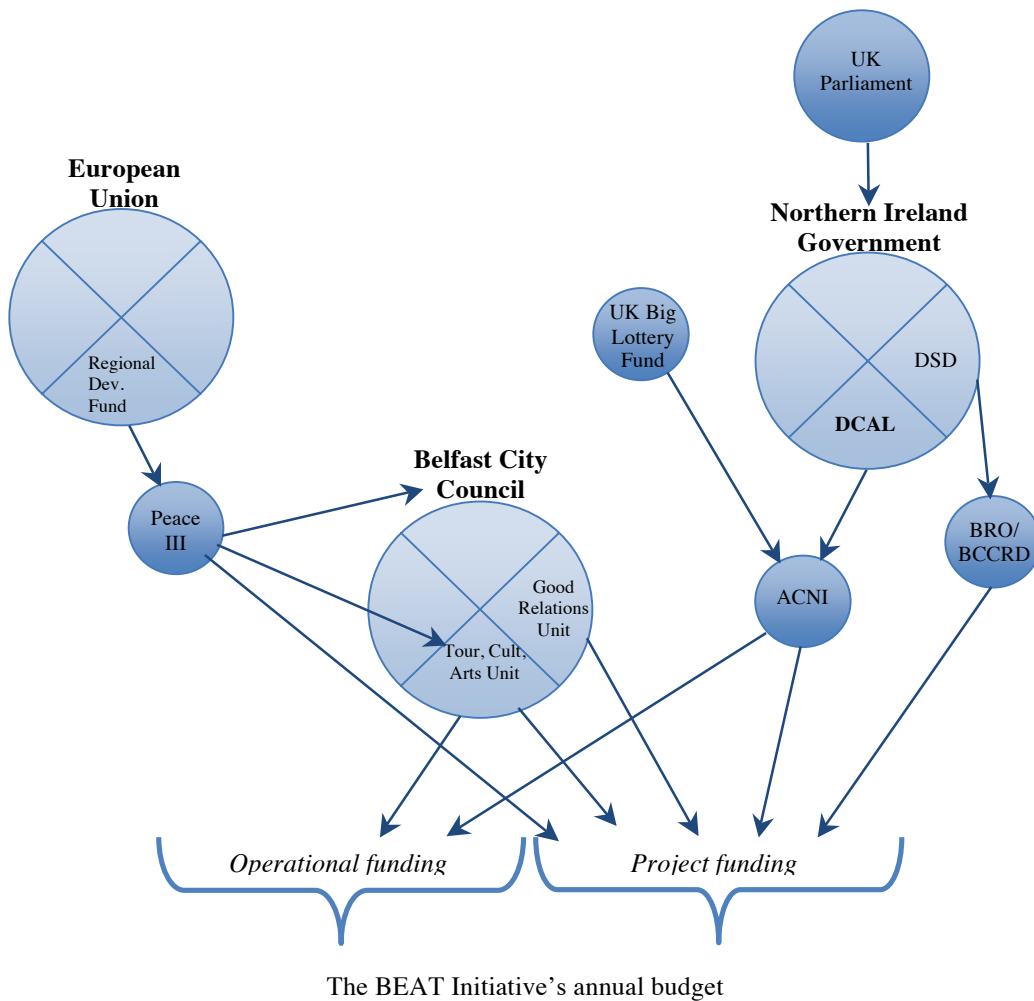 UK
Parliament
European
Union
Northern Ireland
Government
Regional
Dev.
Fund
UK Big
Lottery
Fund
DSD
DCAL
Belfast City
Council
Peace
III
Good
Relations
Unit
Tour, Cult,
Arts Unit
ACNI
BRO/
BCCRD
Operational funding
Project funding
The BEAT Initiative’s annual budget